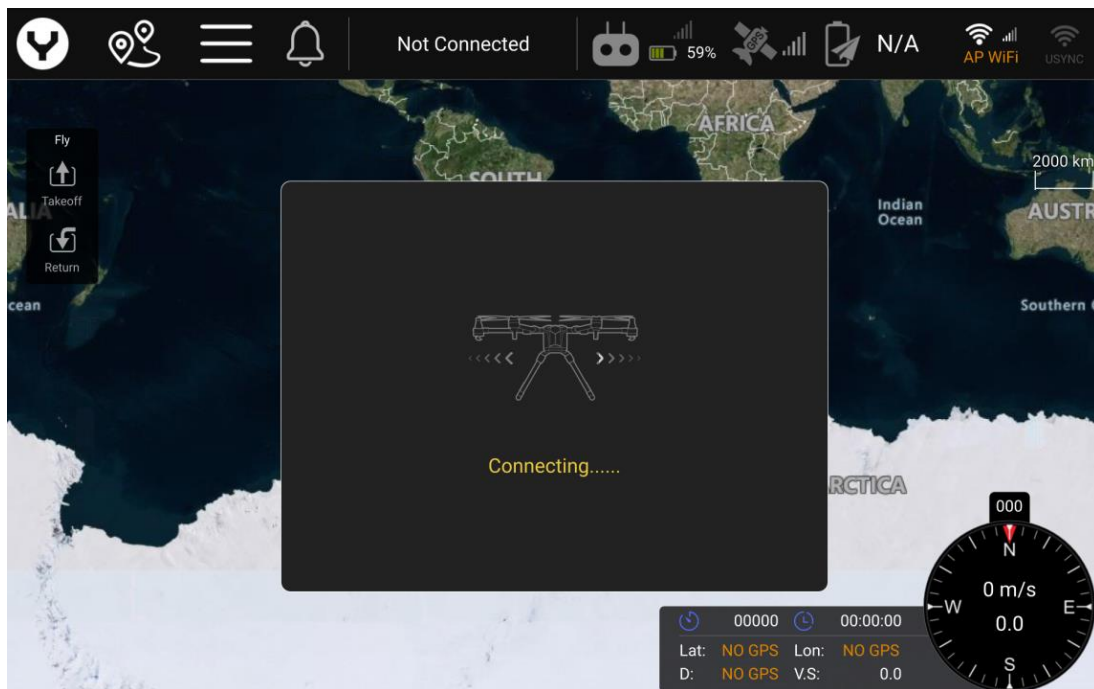 Not Connected
59%
GPS
N/A
AP WiFi
USYNC
Fly
Takeoff
Return
AFRICA
SOUTH
2000 km
ALIA
Indian
Ocean
AUSTR
cean
Southern
Connecting......
RCTICA
000
N
W
E
S
0 m/s
0.0
00000
00:00:00
Lat: NO GPS Lon: NO GPS
D: NO GPS V.S: 0.0